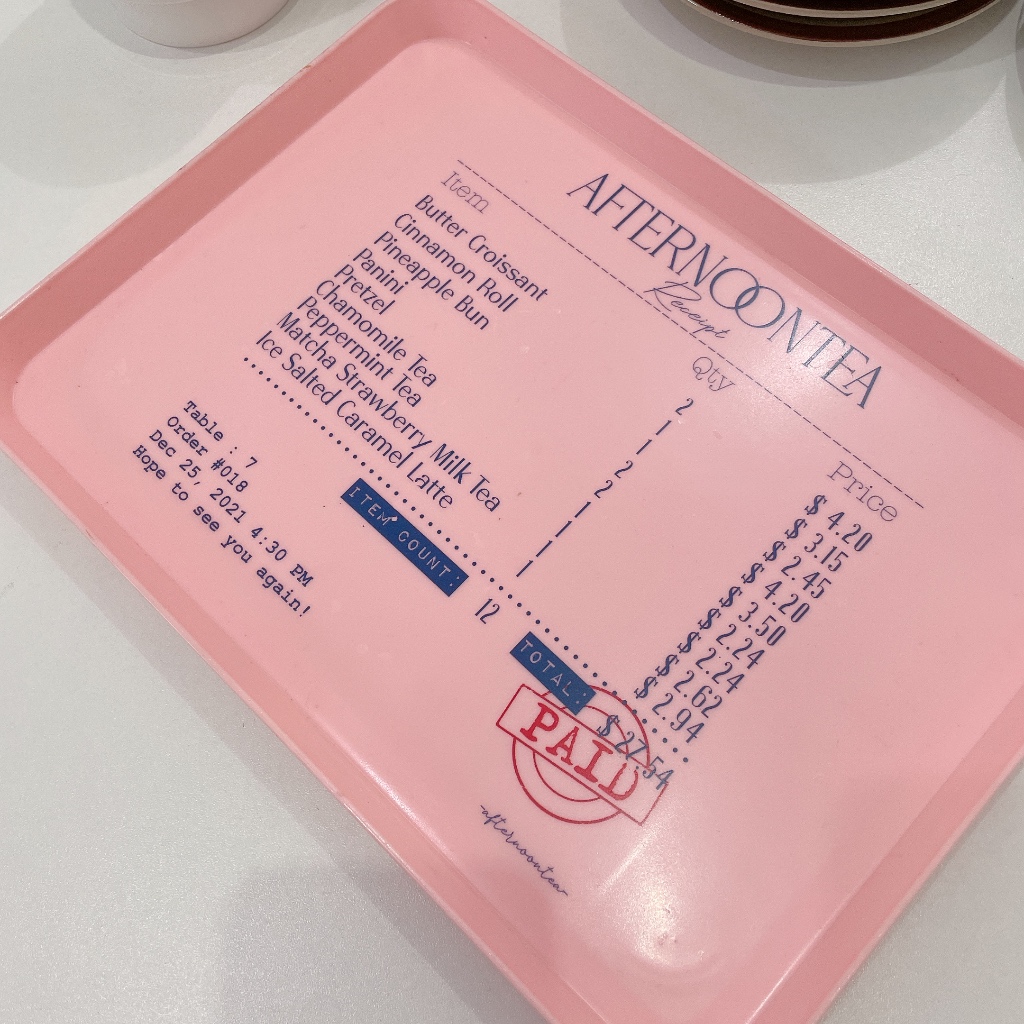 AFTERNOONTEA
Receipt
Item Qty Price
Butter Croissant 2 $ 4.20
Cinnamon Roll 1 $ 3.15
Pineapple Bun 1 $ 2.45
Panini 2 $ 4.20
Pretzel 2 $ 3.50
Chamomile Tea 1 $ 2.24
Peppermint Tea 1 $ 2.24
Matcha Strawberry Milk Tea 1 $ 2.62
Ice Salted Caramel Latte 1 $ 2.94
ITEM COUNT: 12 TOTAL: $ 27.54
PAID
Table : 7
Order #018
Dec 25, 2021 4:30 PM
Hope to see you again!
-afternoontea-